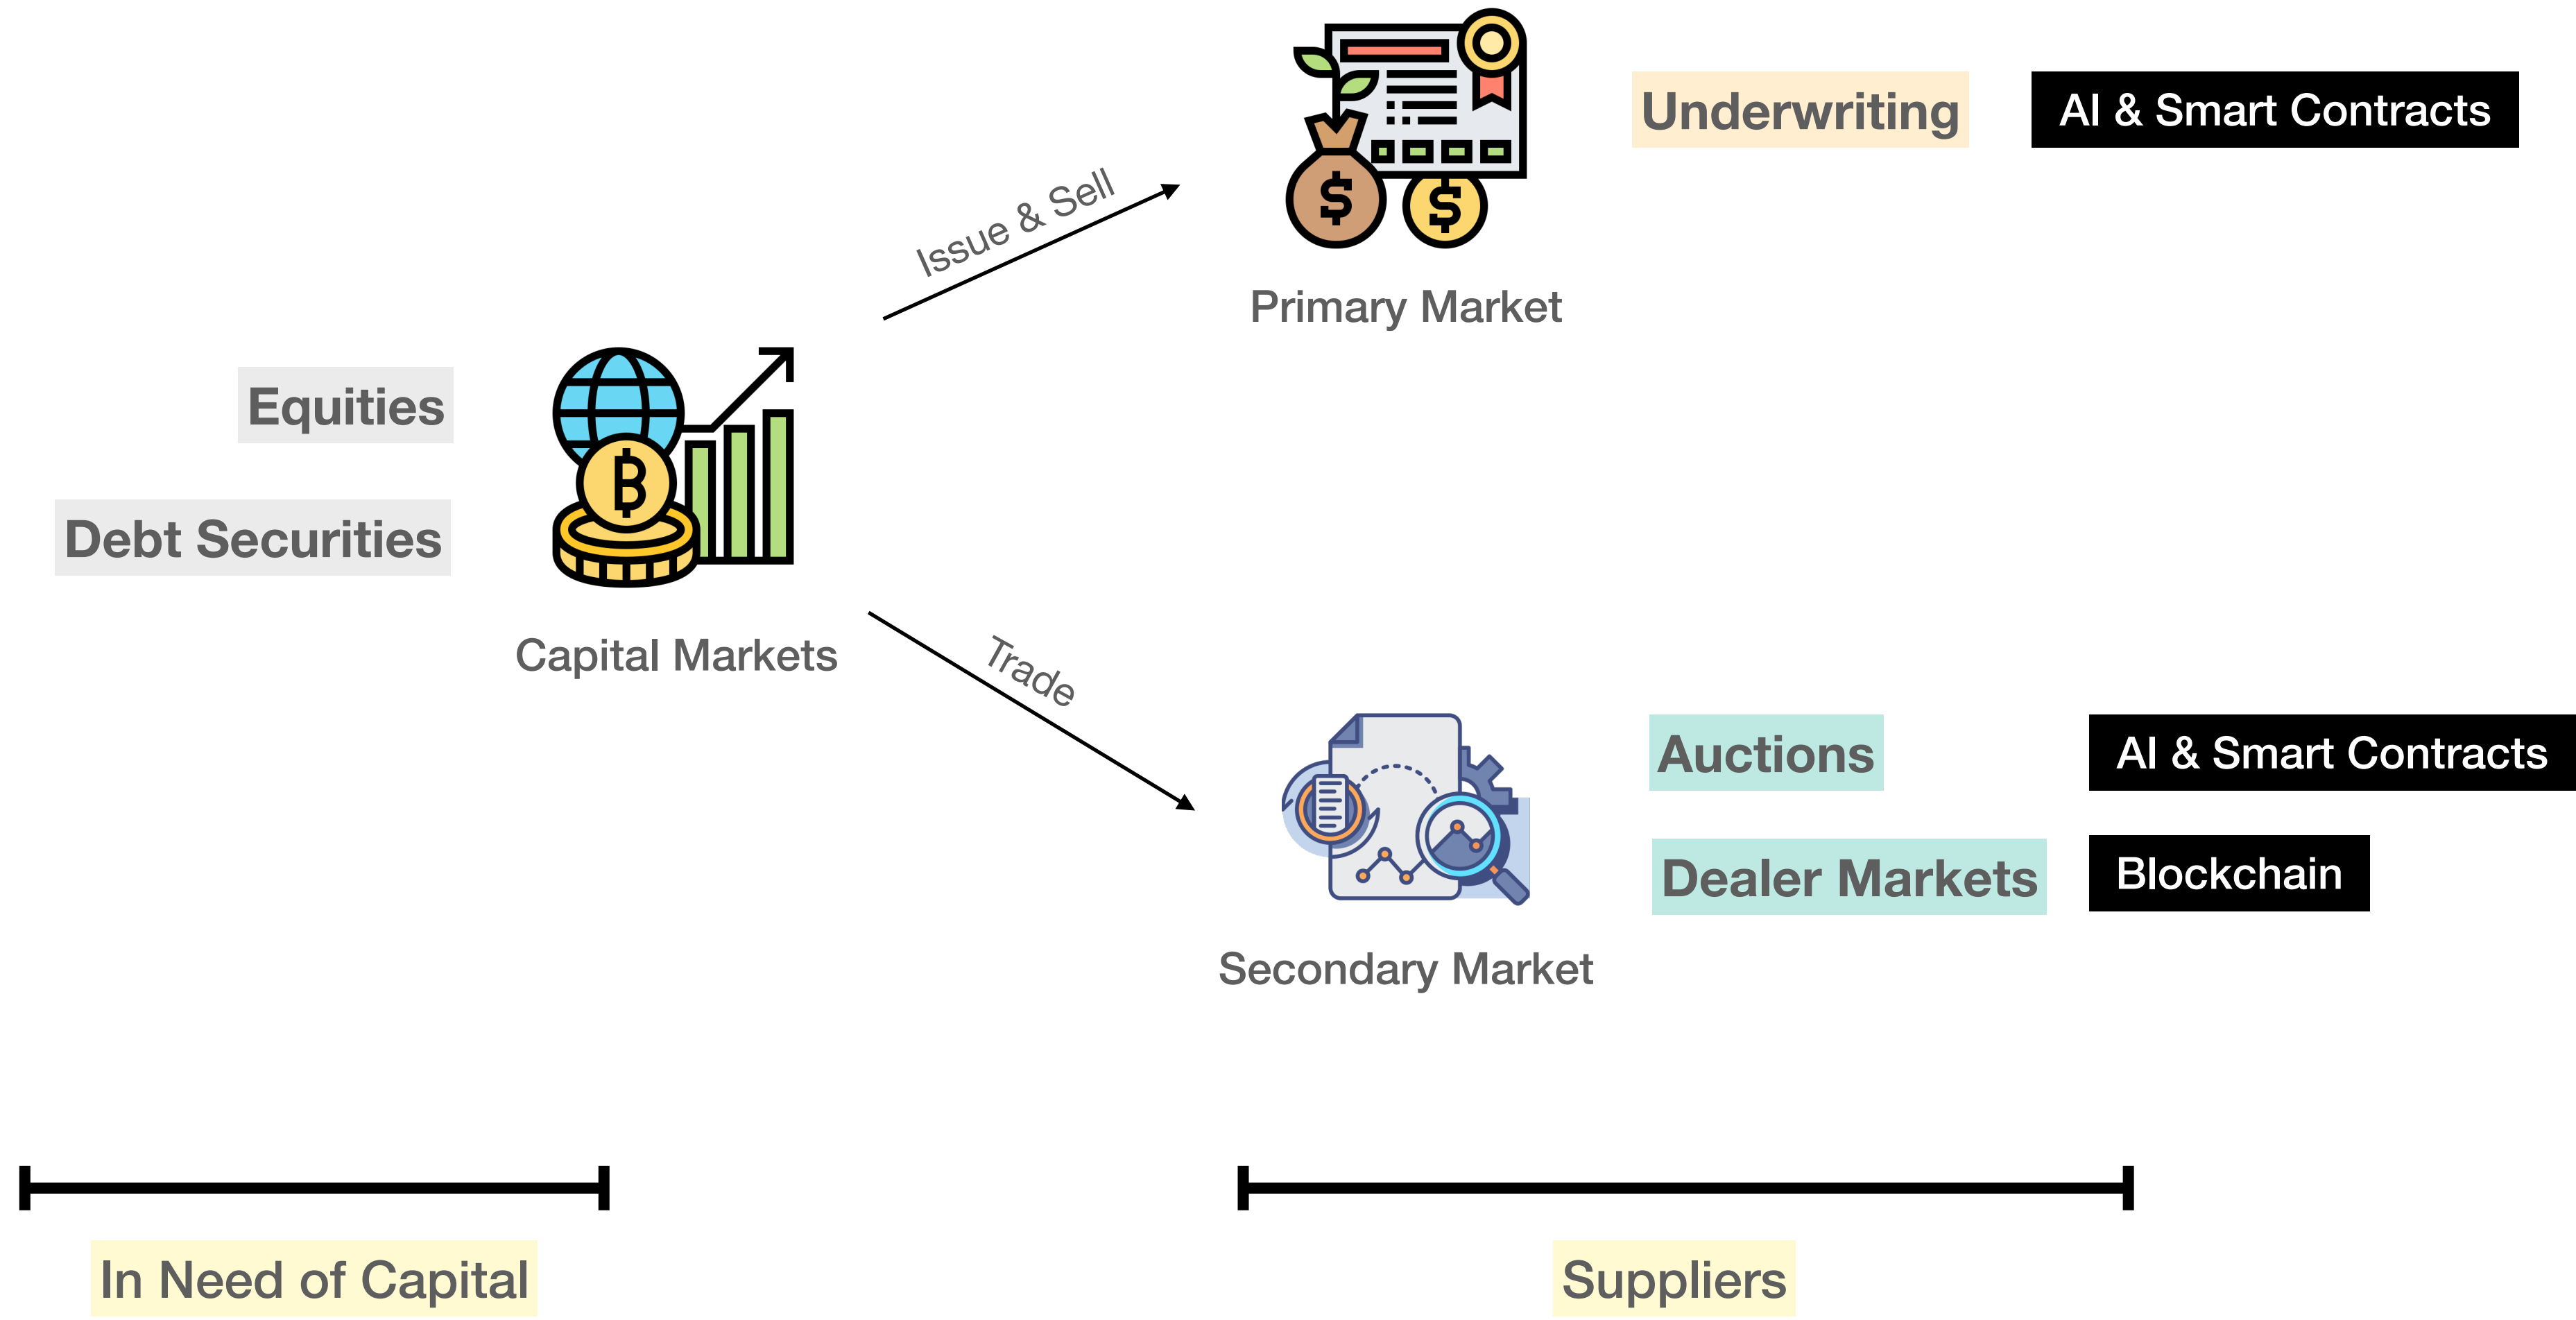 Underwriting
AI & Smart Contracts
Issue & Sell
Primary Market
Equities
Debt Securities
Capital Markets
Trade
Auctions
AI & Smart Contracts
Dealer Markets
Blockchain
Secondary Market
In Need of Capital
Suppliers